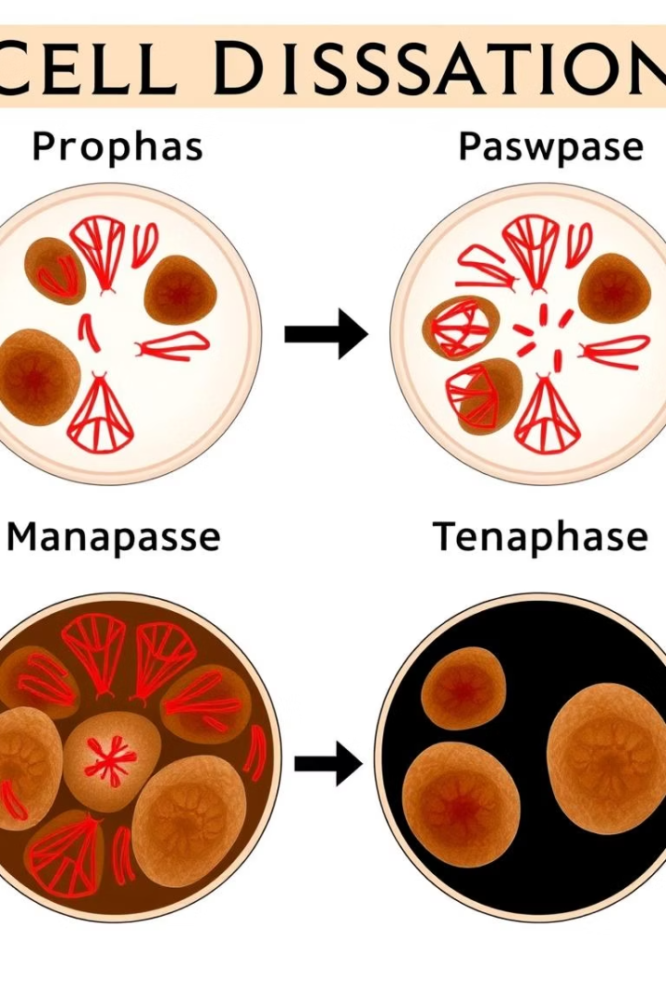 CELL DISSSATION
Prophas
Paswpase
Manapasse
Tenaphase